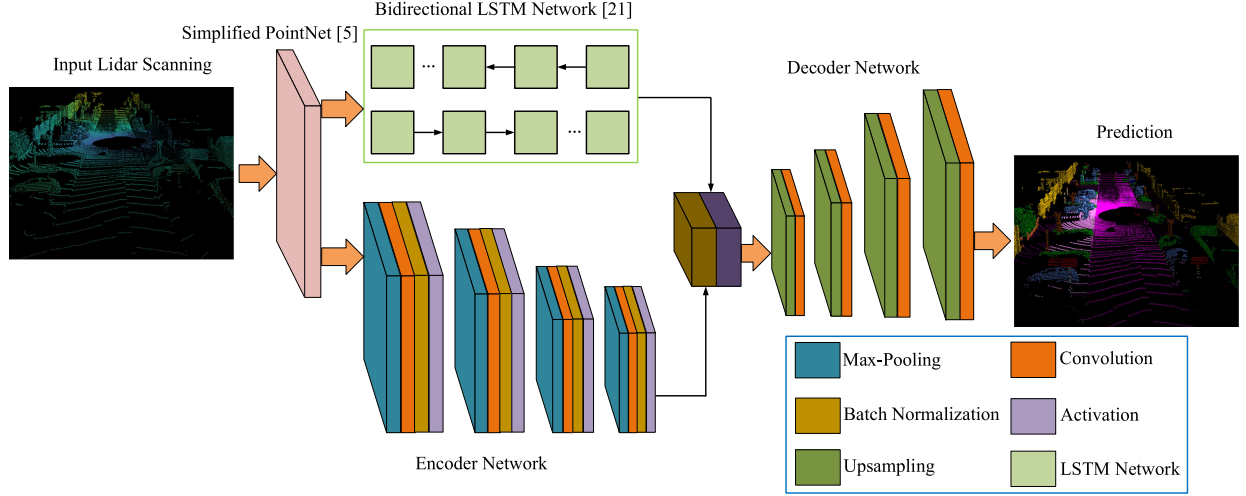 Bidirectional LSTM Network [21]
Simplified PointNet [5]
Input Lidar Scanning
...
...
Decoder Network
Prediction
Encoder Network
Max-Pooling
Convolution
Batch Normalization
Activation
Upsampling
LSTM Network